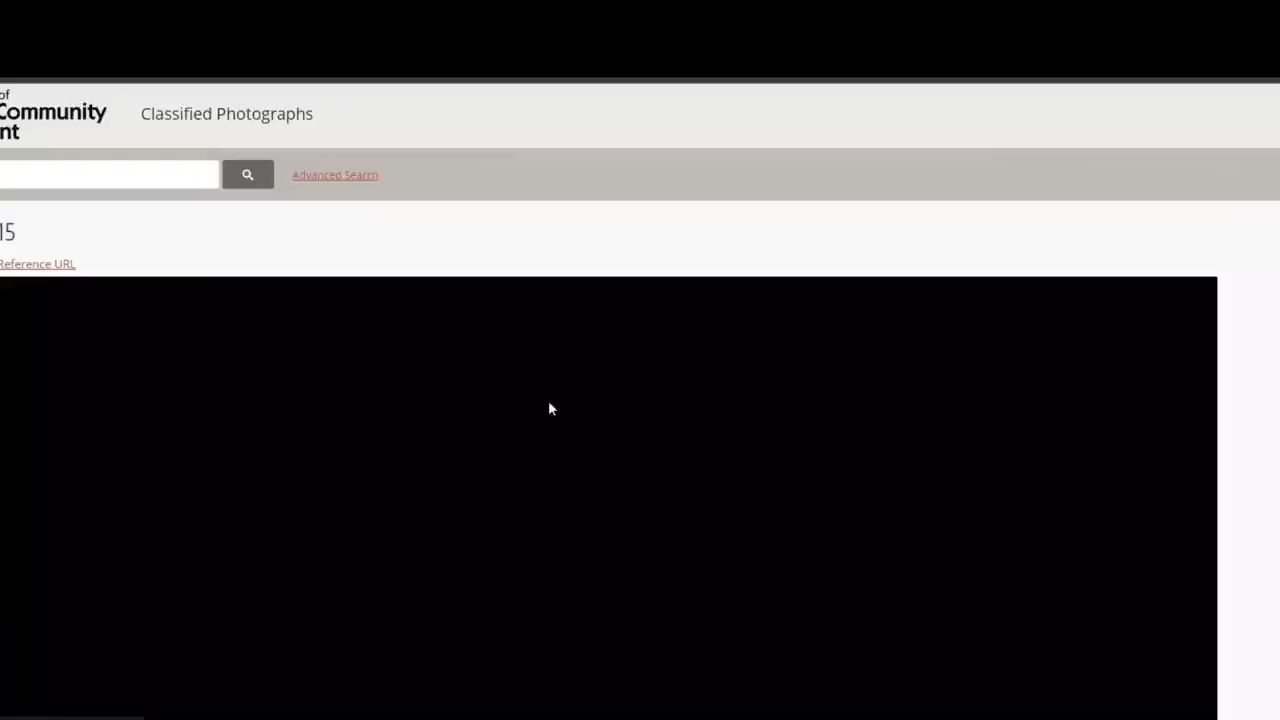 of
Community
nt
Classified Photographs
Advanced Search
15
Reference URL